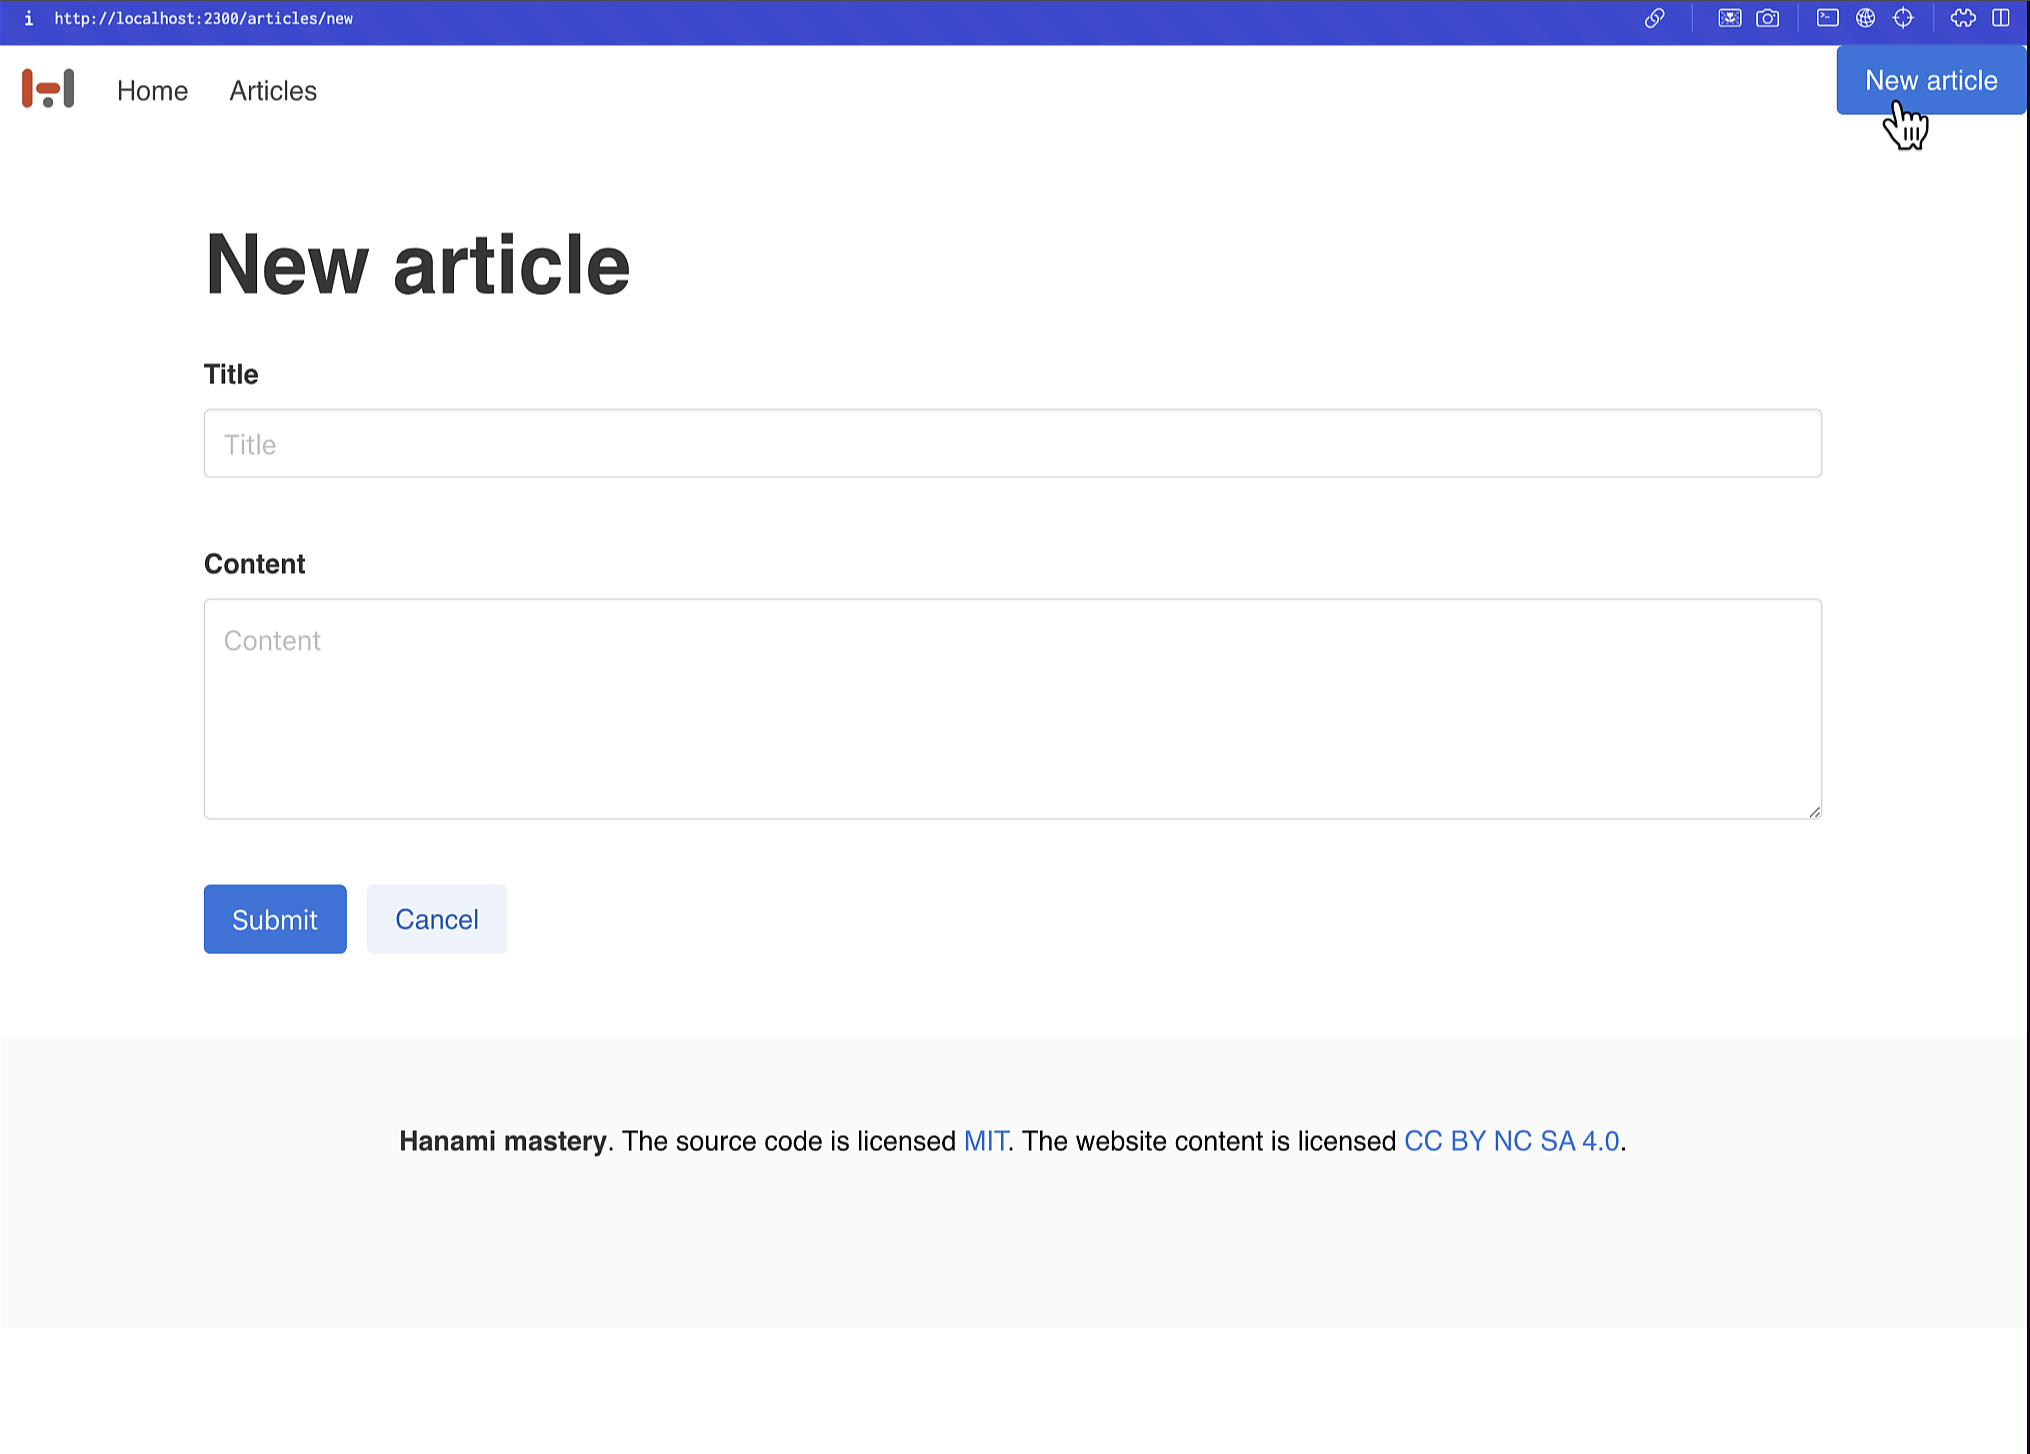 i http://localhost:2300/articles/new
Home Articles New article
New article
Title
Title
Content
Content
Submit Cancel
Hanami mastery. The source code is licensed MIT. The website content is licensed CC BY NC SA 4.0.